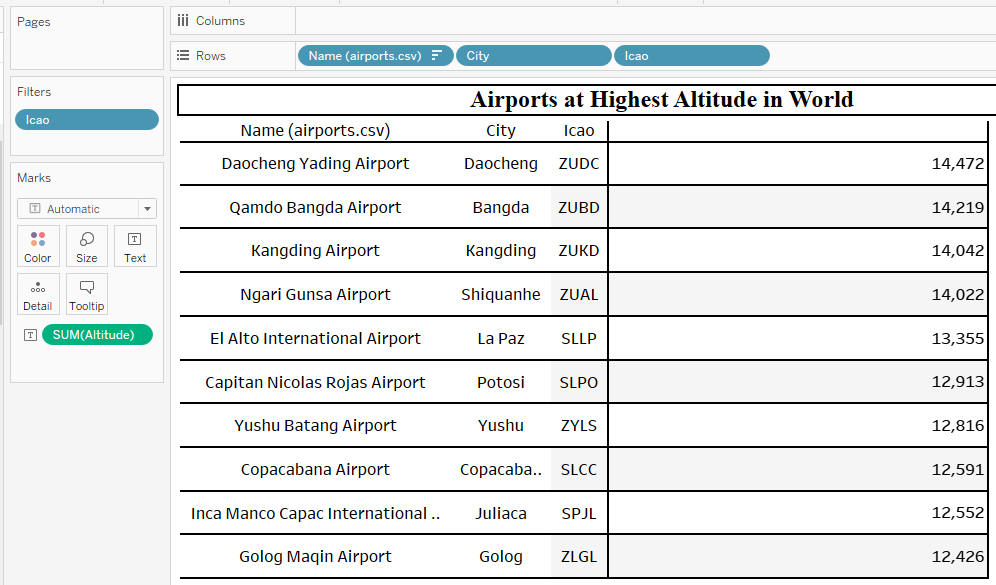 Pages
Columns
Rows Name (airports.csv) City Icao
Filters
Icao
Marks
Automatic
Color Size Text
Detail Tooltip
SUM(Altitude)
Airports at Highest Altitude in World
Name (airports.csv) City Icao
Daocheng Yading Airport Daocheng ZUDC 14,472
Qamdo Bangda Airport Bangda ZUBD 14,219
Kangding Airport Kangding ZUKD 14,042
Ngari Gunsa Airport Shiquanhe ZUAL 14,022
El Alto International Airport La Paz SLLP 13,355
Capitan Nicolas Rojas Airport Potosi SLPO 12,913
Yushu Batang Airport Yushu ZYLS 12,816
Copacabana Airport Copacaba.. SLCC 12,591
Inca Manco Capac International .. Juliaca SPJL 12,552
Golog Maqin Airport Golog ZLGL 12,426